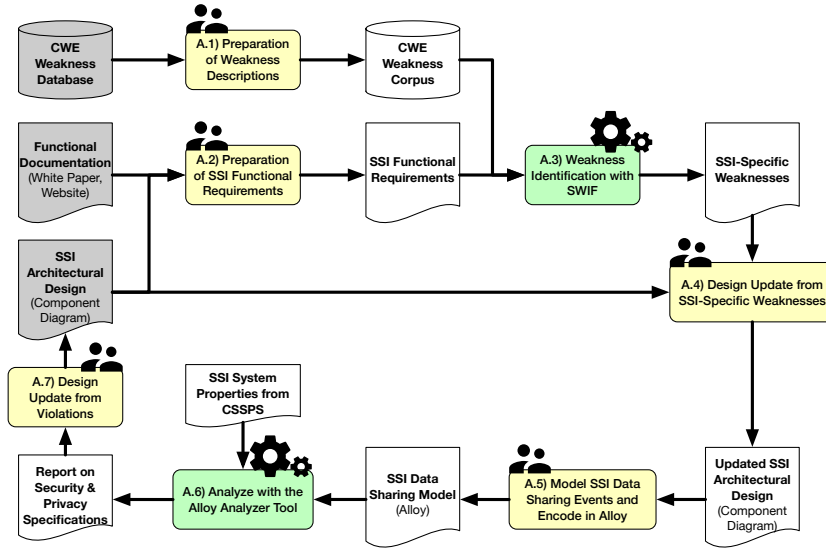 CWE
Weakness
Database
A.1) Preparation
of Weakness
Descriptions
CWE
Weakness
Corpus
Functional
Documentation
(White Paper,
Website)
A.2) Preparation
of SSI Functional
Requirements
SSI Functional
Requirements
A.3) Weakness
Identification with
SWIF
SSI-Specific
Weaknesses
SSI
Architectural
Design
(Component
Diagram)
A.4) Design Update from
SSI-Specific Weaknesses
A.7) Design
Update from
Violations
SSI System
Properties from
CSSPS
Report on
Security &
Privacy
Specifications
A.6) Analyze with the
Alloy Analyzer Tool
SSI Data
Sharing Model
(Alloy)
A.5) Model SSI Data
Sharing Events and
Encode in Alloy
Updated SSI
Architectural
Design
(Component
Diagram)